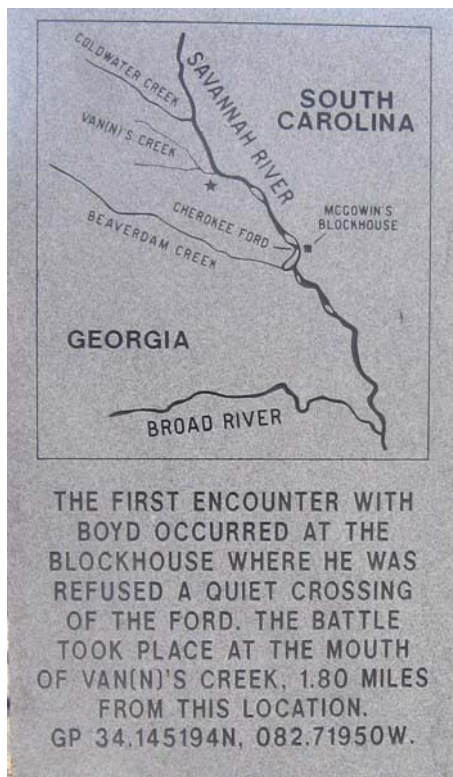 COLDWATER CREEK
SAVANNAH RIVER
SOUTH
CAROLINA
VAN(N)'S CREEK
CHEROKEE FORD
MCGOWIN'S
BLOCKHOUSE
BEAVERDAM CREEK
GEORGIA
BROAD RIVER
THE FIRST ENCOUNTER WITH
BOYD OCCURRED AT THE
BLOCKHOUSE WHERE HE WAS
REFUSED A QUIET CROSSING
OF THE FORD. THE BATTLE
TOOK PLACE AT THE MOUTH
OF VAN(N)'S CREEK, 1.80 MILES
FROM THIS LOCATION.
GP 34.145194N, 082.71950W.